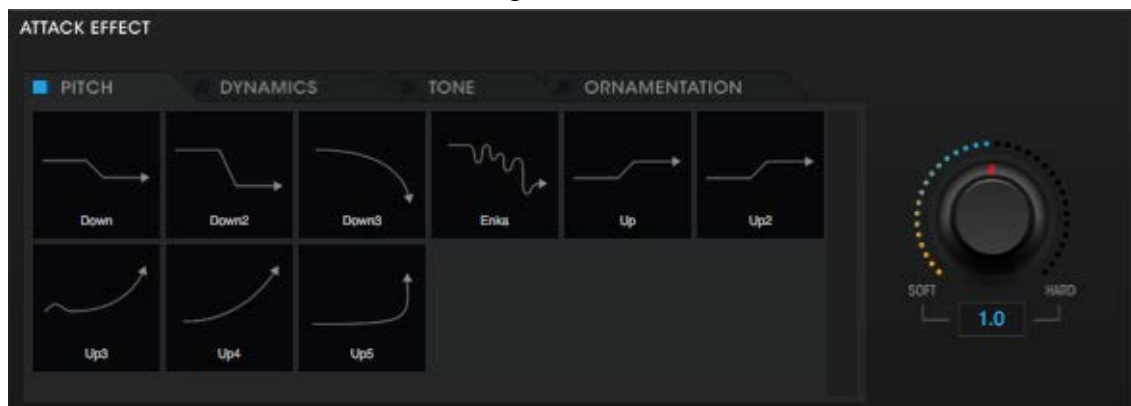 ATTACK EFFECT
PITCH DYNAMICS TONE ORNAMENTATION
Down Down2 Down3 Enka Up Up2
Up3 Up4 Up5
SOFT HARD
1.0